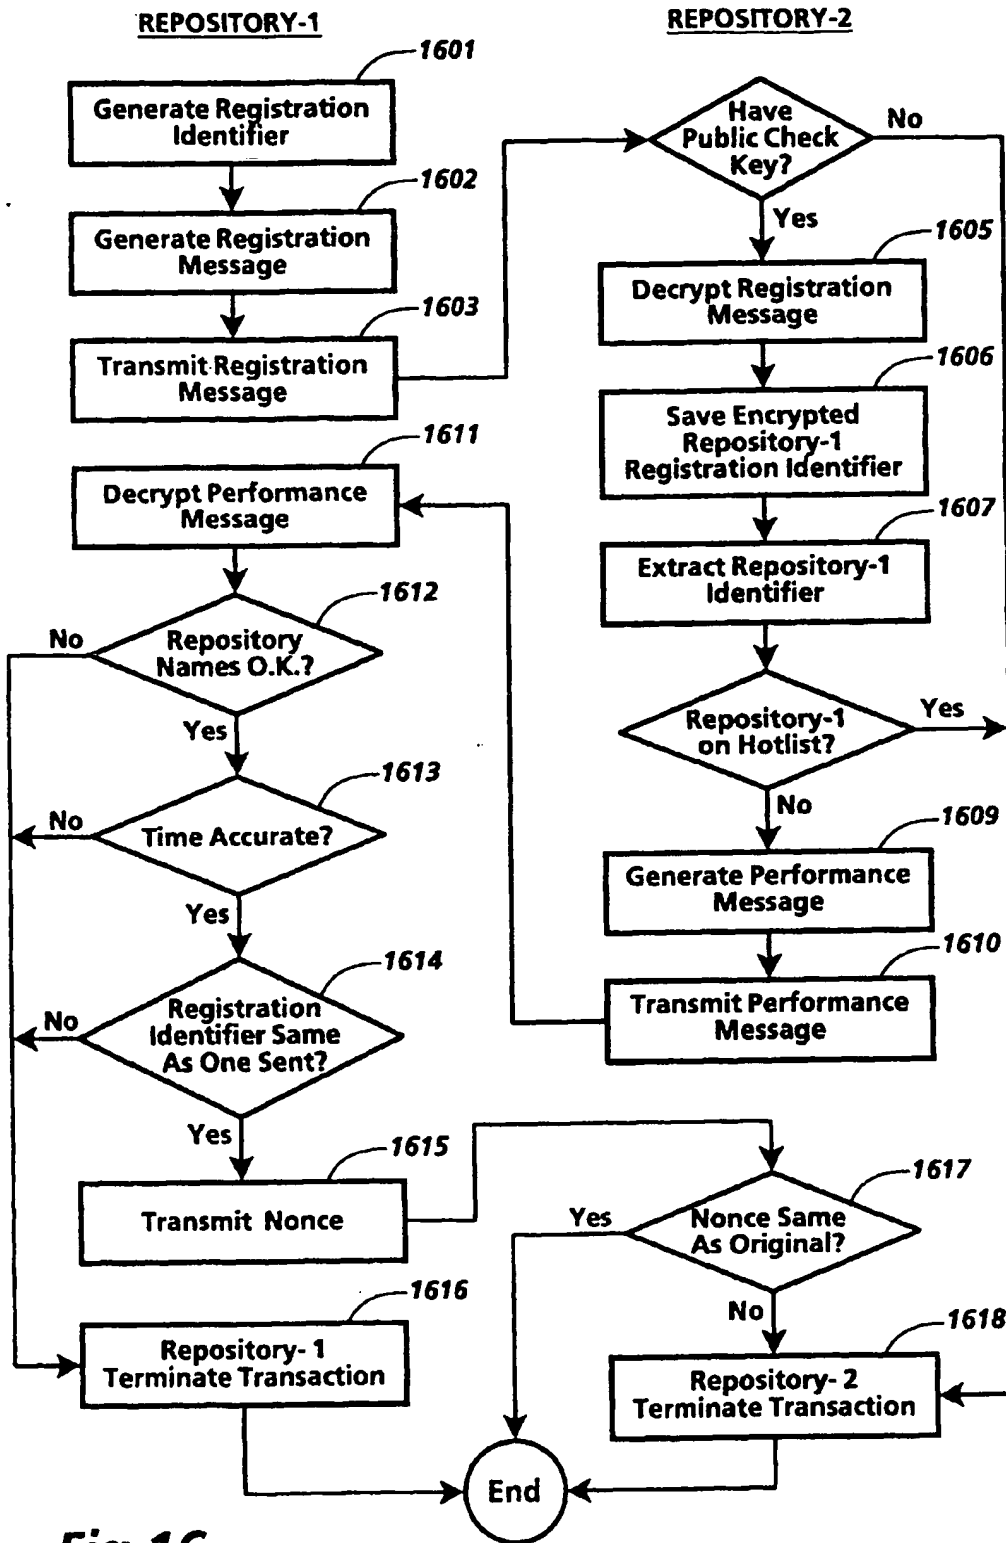 REPOSITORY-1
1601
Generate Registration
Identifier
1602
Generate Registration
Message
1603
Transmit Registration
Message
1611
Decrypt Performance
Message
1612
Repository
Names O.K.?
No
Yes
1613
Time Accurate?
No
Yes
1614
Registration
Identifier Same
As One Sent?
No
Yes
1615
Transmit Nonce
1616
Repository- 1
Terminate Transaction
REPOSITORY-2
Have
Public Check
Key?
No
Yes
1605
Decrypt Registration
Message
1606
Save Encrypted
Repository-1
Registration Identifier
1607
Extract Repository-1
Identifier
Repository-1
on Hotlist?
Yes
No
1609
Generate Performance
Message
1610
Transmit Performance
Message
1617
Nonce Same
As Original?
Yes
No
1618
Repository- 2
Terminate Transaction
End